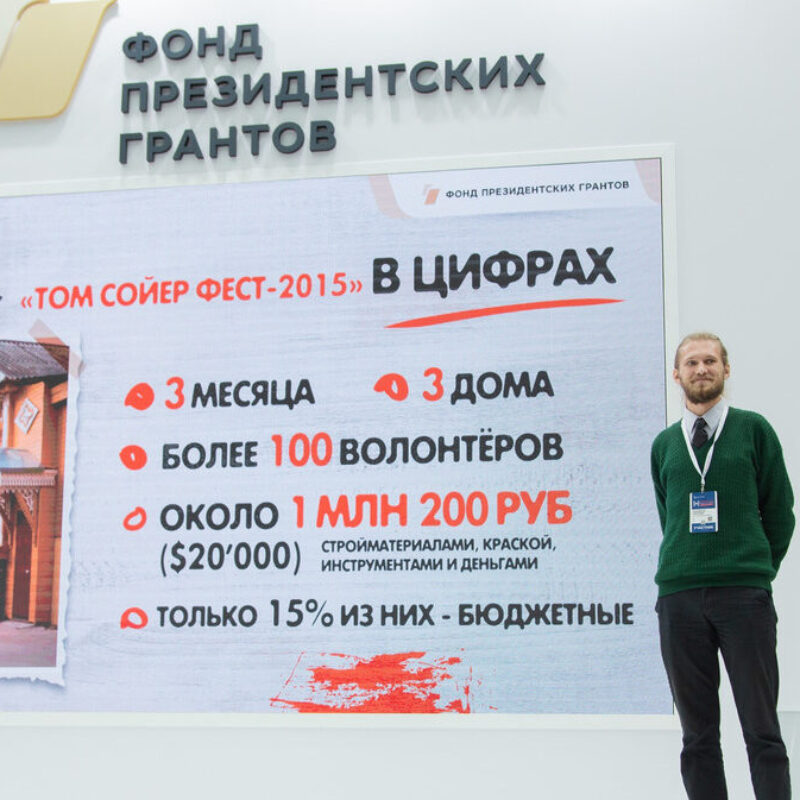 ФОНД
ПРЕЗИДЕНТСКИХ
ГРАНТОВ
ФОНД ПРЕЗИДЕНТСКИХ ГРАНТОВ
«ТОМ СОЙЕР ФЕСТ-2015» В ЦИФРАХ
3 МЕСЯЦА
3 ДОМА
БОЛЕЕ 100 ВОЛОНТЁРОВ
ОКОЛО 1 МЛН 200 РУБ
($20’000) СТРОЙМАТЕРИАЛАМИ, КРАСКОЙ,
ИНСТРУМЕНТАМИ И ДЕНЬГАМИ
ТОЛЬКО 15% ИЗ НИХ - БЮДЖЕТНЫЕ
УЧАСТНИК